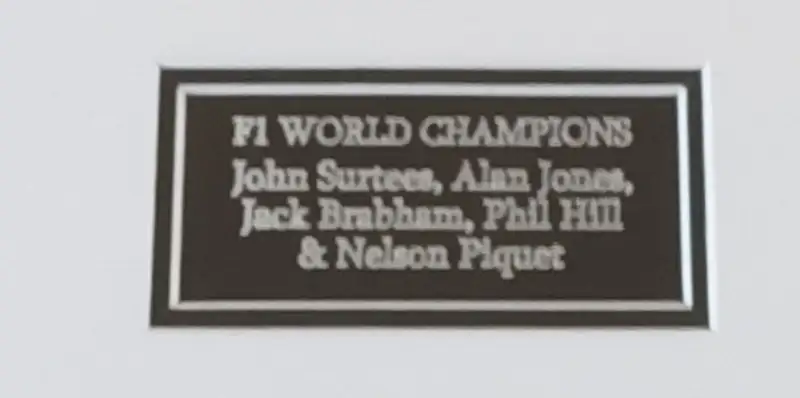 F1 WORLD CHAMPIONS
John Surtees, Alan Jones,
Jack Brabham, Phil Hill
& Nelson Piquet